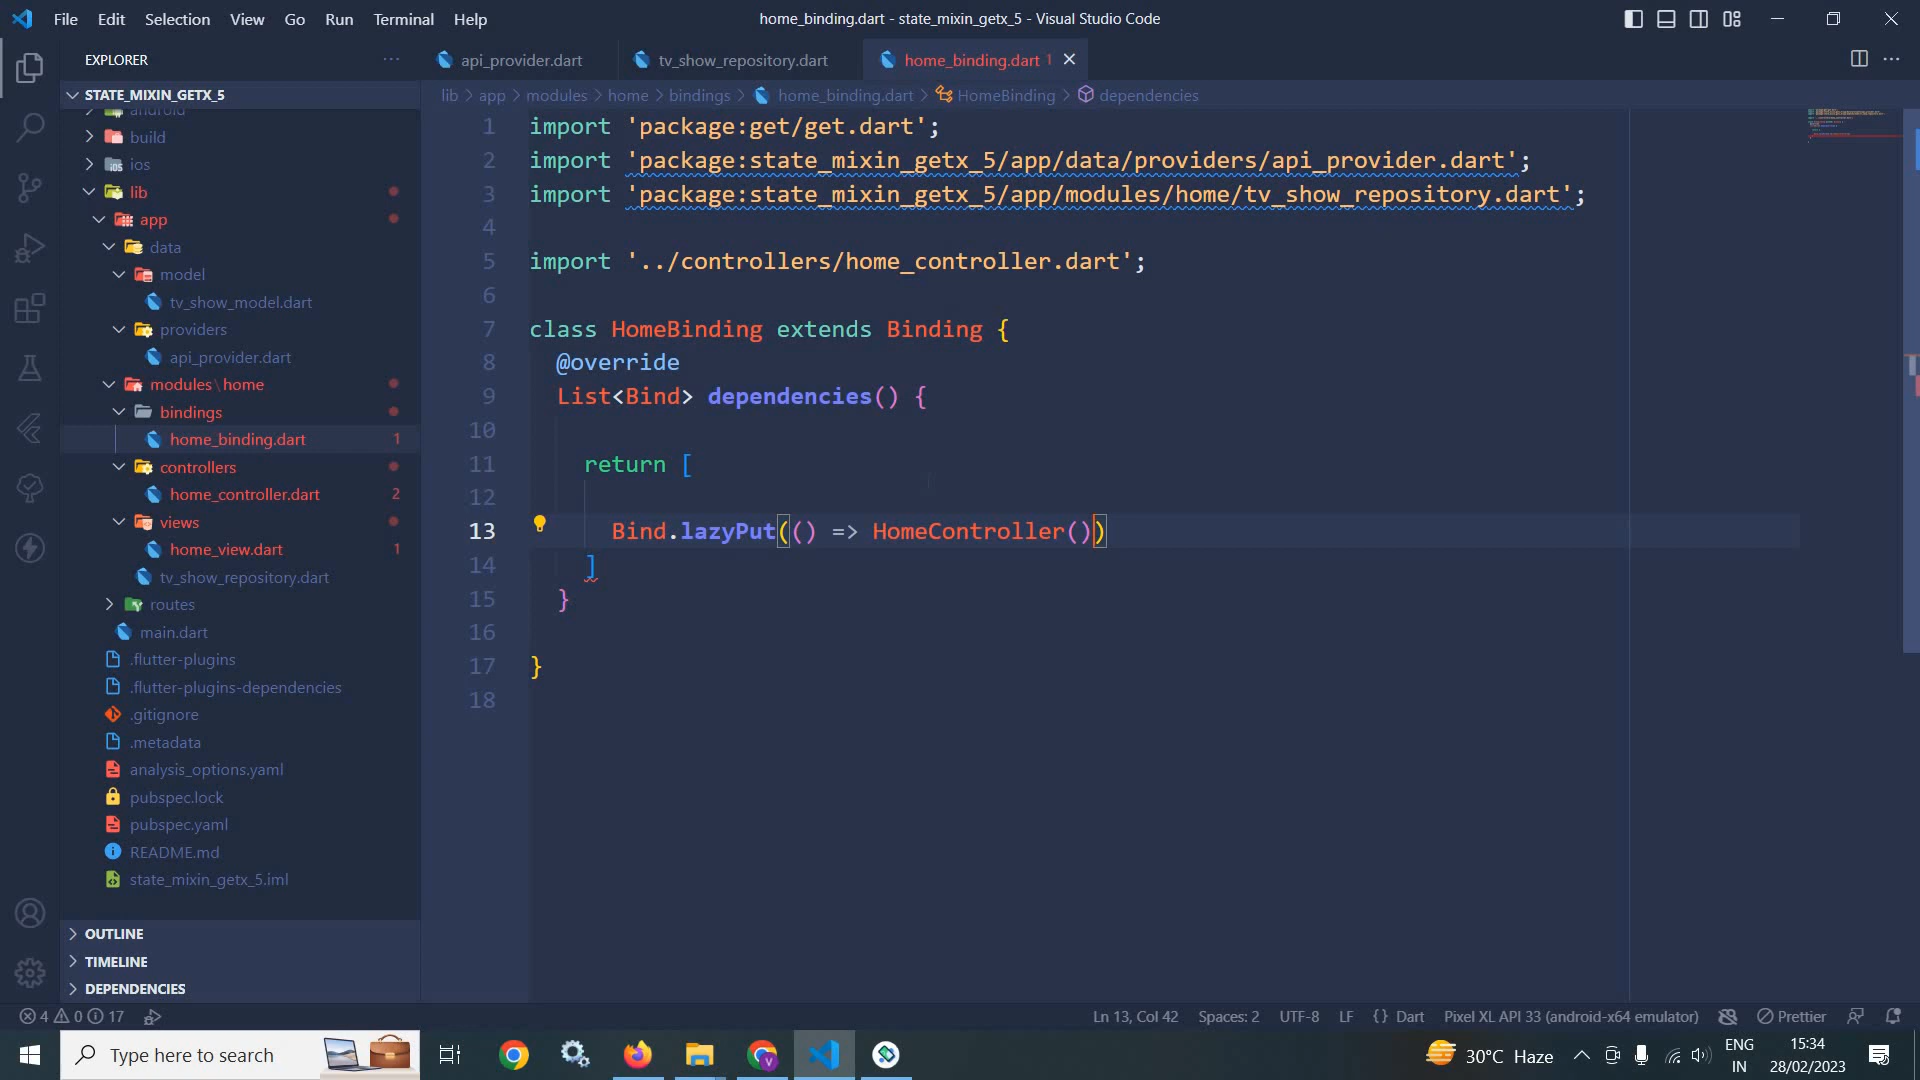 File Edit Selection View Go Run Terminal Help
home_binding.dart - state_mixin_getx_5 - Visual Studio Code
EXPLORER
STATE_MIXIN_GETX_5
android
build
ios
lib
app
data
model
tv_show_model.dart
providers
api_provider.dart
modules\home
bindings
home_binding.dart 1
controllers
home_controller.dart 2
views
home_view.dart 1
tv_show_repository.dart
routes
main.dart
.flutter-plugins
.flutter-plugins-dependencies
.gitignore
.metadata
analysis_options.yaml
pubspec.lock
pubspec.yaml
README.md
state_mixin_getx_5.iml
OUTLINE
TIMELINE
DEPENDENCIES
api_provider.dart tv_show_repository.dart home_binding.dart 1
lib > app > modules > home > bindings > home_binding.dart > HomeBinding > dependencies
1 import 'package:get/get.dart';
2 import 'package:state_mixin_getx_5/app/data/providers/api_provider.dart';
3 import 'package:state_mixin_getx_5/app/modules/home/tv_show_repository.dart';
4
5 import '../controllers/home_controller.dart';
6
7 class HomeBinding extends Binding {
8 @override
9 List<Bind> dependencies() {
10
11 return [
12
13 Bind.lazyPut(() => HomeController())
14 ]
15 }
16
17 }
18
4 0 17
Ln 13, Col 42 Spaces: 2 UTF-8 LF {} Dart Pixel XL API 33 (android-x64 emulator) Prettier
Type here to search
V
30°C Haze
ENG
IN
15:34
28/02/2023